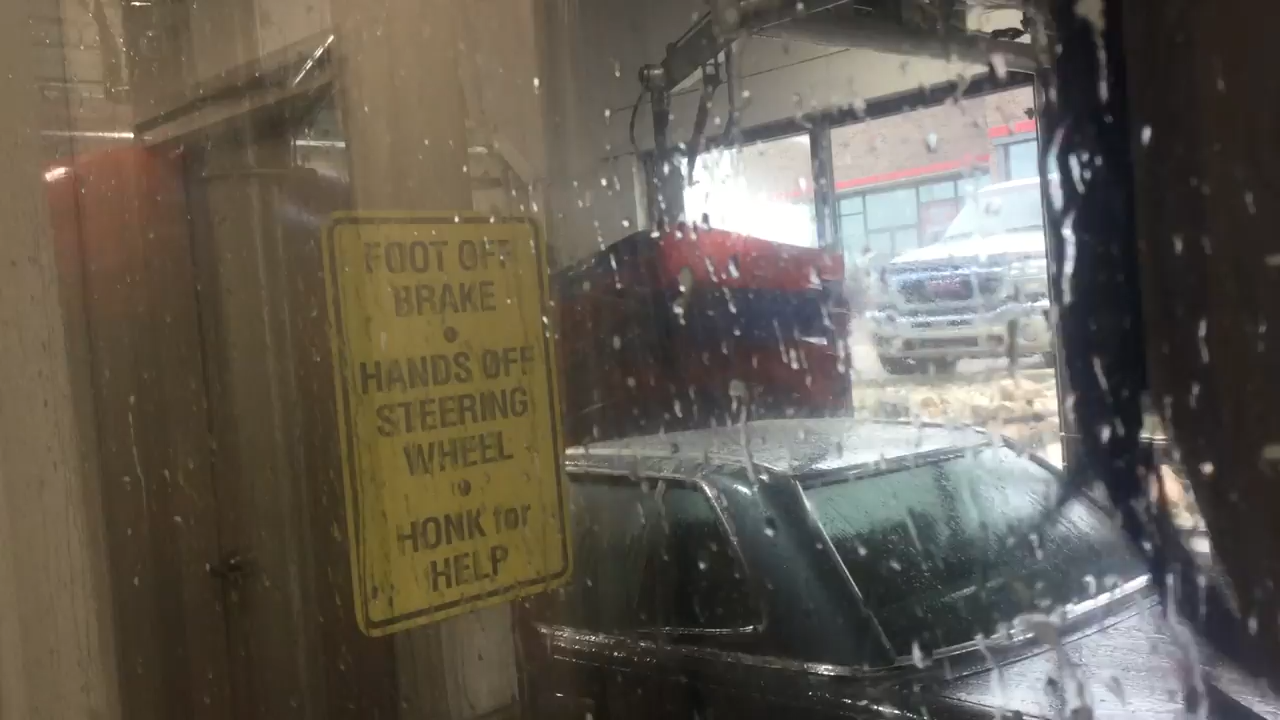 FOOT OFF
BRAKE
HANDS OFF
STEERING
WHEEL
HONK for
HELP